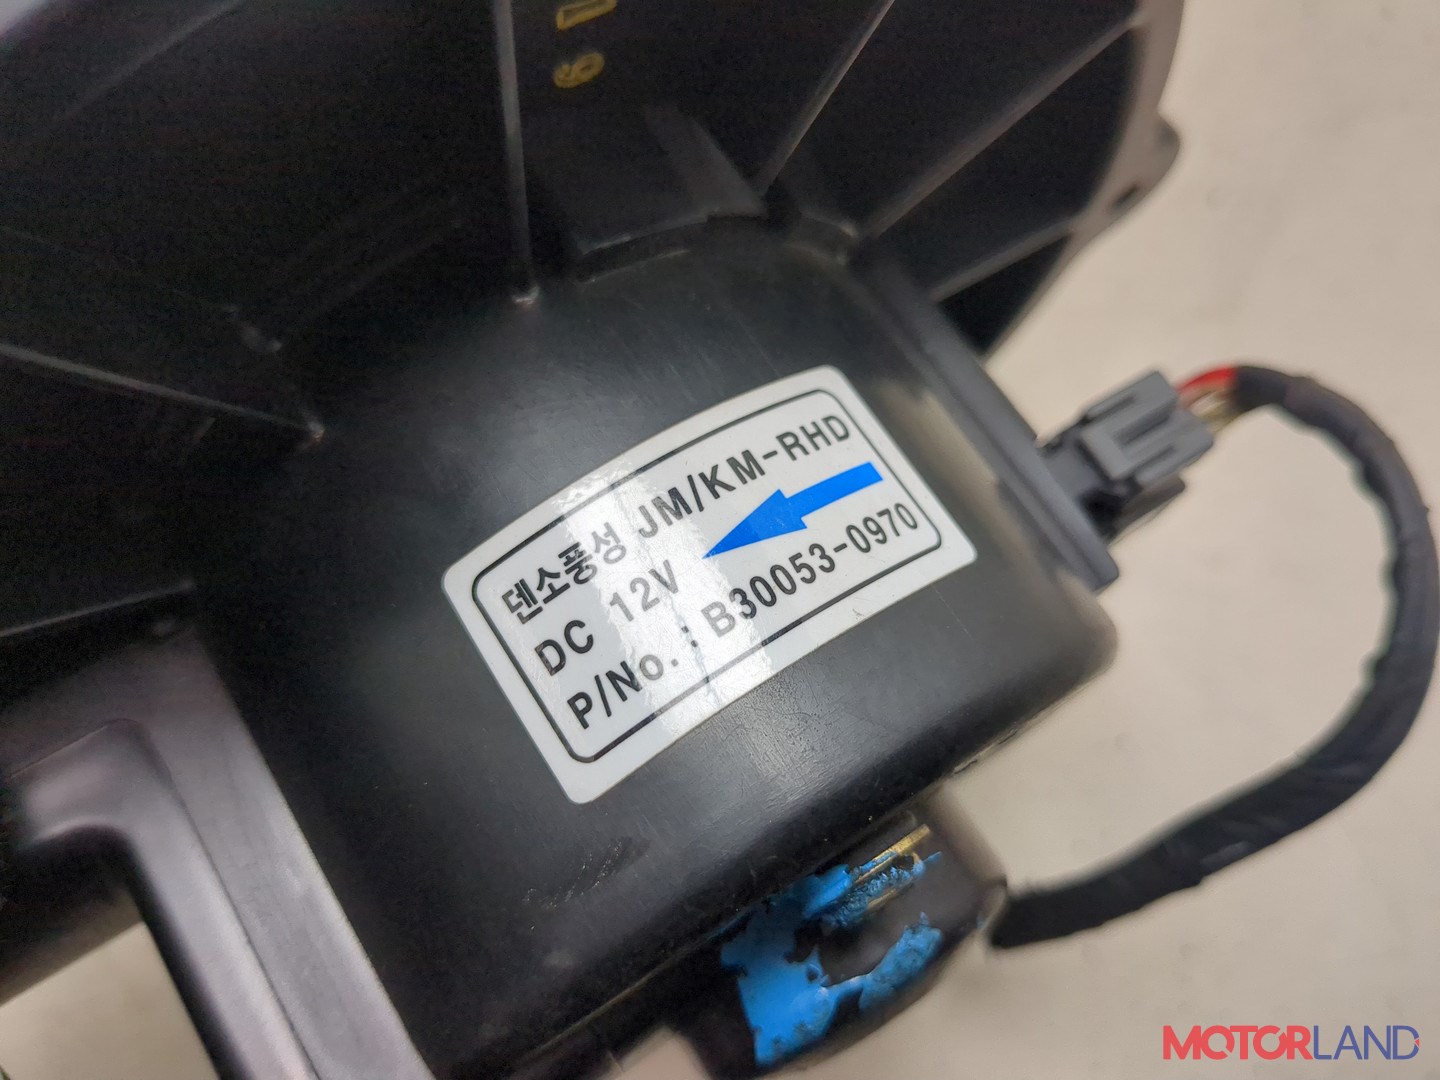 덴소풍성 JM/KM-RHD
DC 12V
P/No. : B30053-0970
MOTORLAND